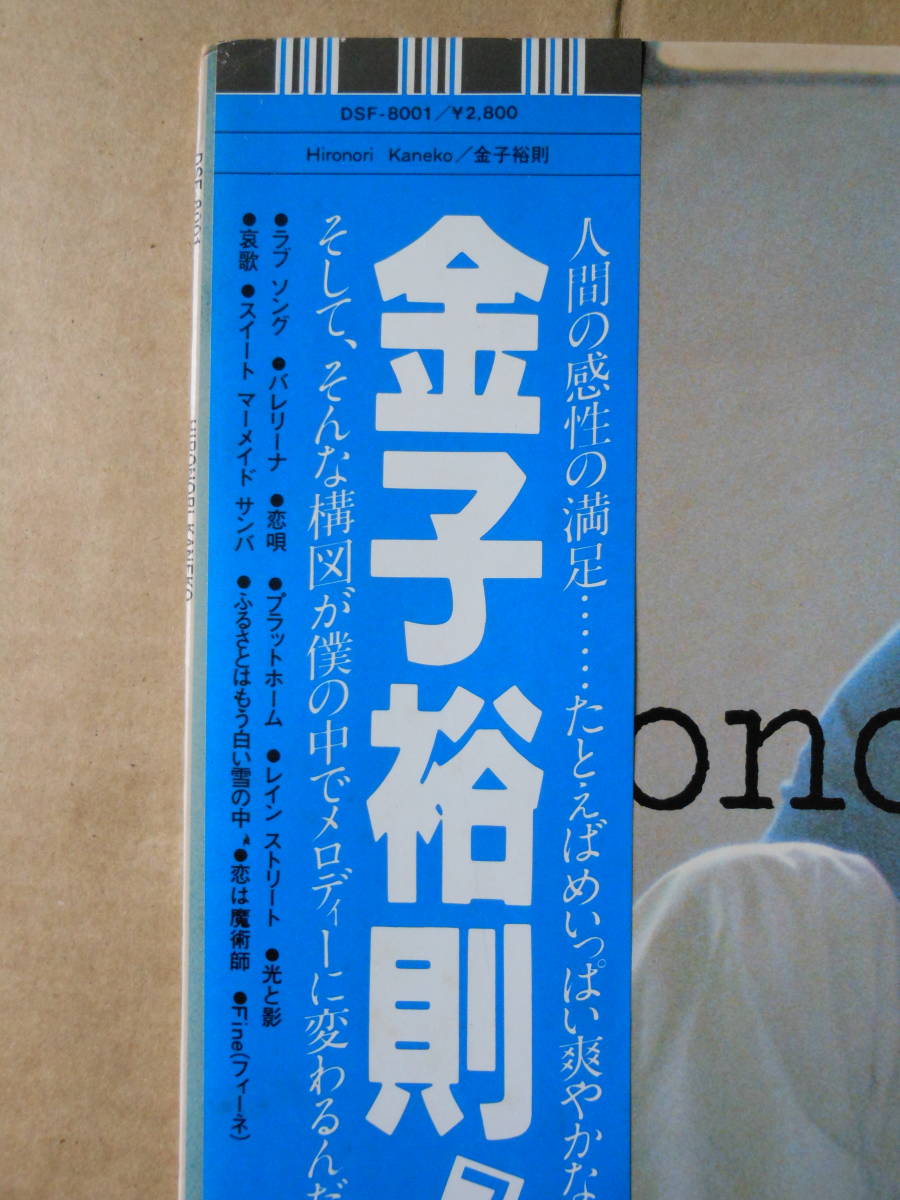 DSF-8001/¥2,800
Hironori Kaneko/金子裕則
人間の感性の満足……たとえばめいっぱい爽やかな
金子裕則
そして、そんな構図が僕の中でメロディーに変わるんだ
●ラブ ソング ●バレリーナ ●恋唄 ●プラットホーム ●レイン ストリート ●光と影
●哀歌 ●スイート マーメイド サンバ ●ふるさとはもう白い雪の中 ●恋は魔術師 ●Fine(フィーネ)
DSF-8001 HIRONORI KANEKO
ono